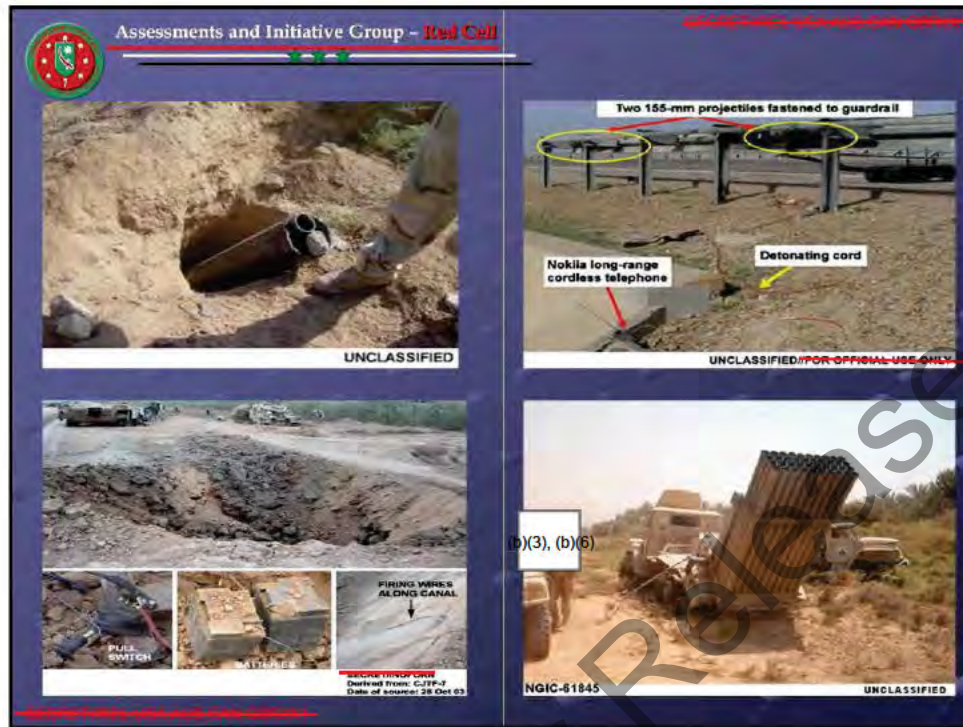 Assessments and Initiative Group – Red Cell
UNCLASSIFIED
Two 155-mm projectiles fastened to guardrail
Nokiia long-range
cordless telephone
Detonating cord
UNCLASSIFIED//FOR OFFICIAL USE ONLY
PULL
SWITCH
BATTERIES
FIRING WIRES
ALONG CANAL
SECRET//NOFORN
Derived from: CJTF-7
Date of source: 28 Oct 03
(b)(3), (b)(6)
NGIC-61845
UNCLASSIFIED
Release